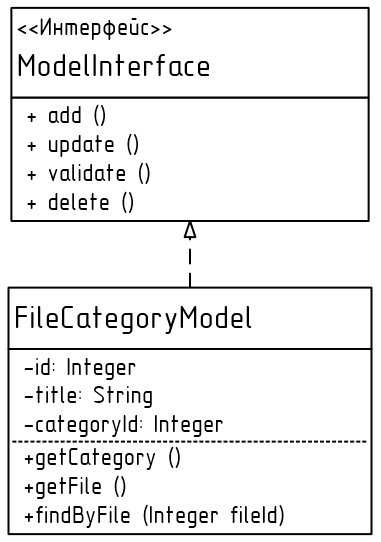 <<Интерфейс>>
ModelInterface
+ add ()
+ update ()
+ validate ()
+ delete ()
FileCategoryModel
-id: Integer
-title: String
-categoryId: Integer
+getCategory ()
+getFile ()
+findByFile (Integer fileId)